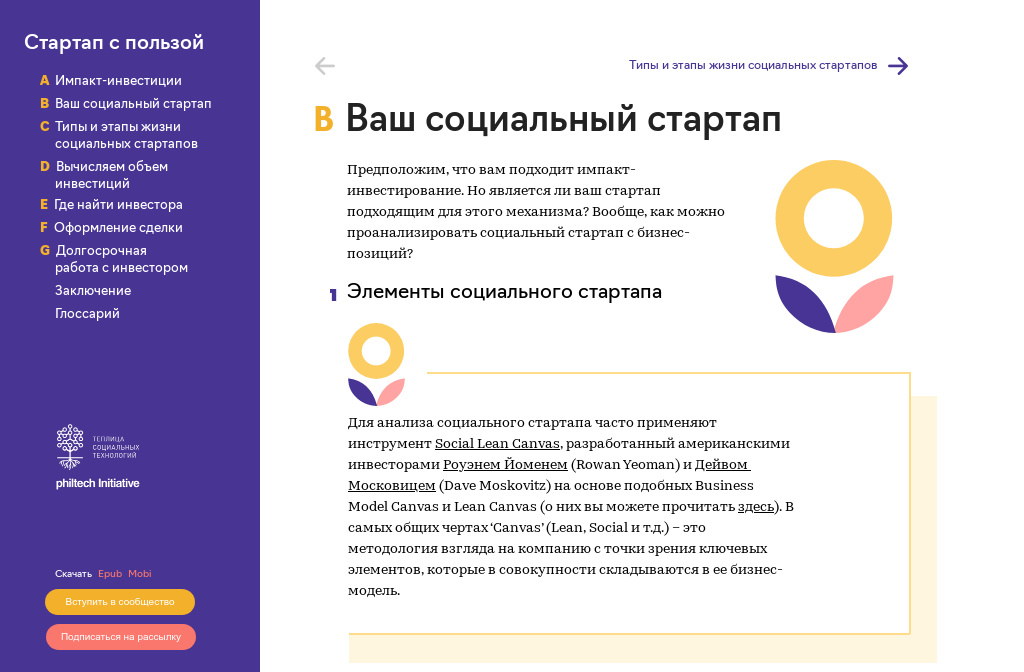 Стартап с пользой
A Импакт-инвестиции
B Ваш социальный стартап
C Типы и этапы жизни
социальных стартапов
D Вычисляем объем
инвестиций
E Где найти инвестора
F Оформление сделки
G Долгосрочная
работа с инвестором
Заключение
Глоссарий
ТЕПЛИЦА
СОЦИАЛЬНЫХ
ТЕХНОЛОГИЙ
philtech Initiative
Скачать Epub Mobi
Вступить в сообщество
Подписаться на рассылку
Типы и этапы жизни социальных стартапов
B Ваш социальный стартап
Предположим, что вам подходит импакт-
инвестирование. Но является ли ваш стартап
подходящим для этого механизма? Вообще, как можно
проанализировать социальный стартап с бизнес-
позиций?
1 Элементы социального стартапа
Для анализа социального стартапа часто применяют
инструмент Social Lean Canvas, разработанный американскими
инвесторами Роуэнем Йоменем (Rowan Yeoman) и Дейвом
Московицем (Dave Moskovitz) на основе подобных Business
Model Canvas и Lean Canvas (о них вы можете прочитать здесь). В
самых общих чертах ‘Canvas’ (Lean, Social и т.д.) – это
методология взгляда на компанию с точки зрения ключевых
элементов, которые в совокупности складываются в ее бизнес-
модель.